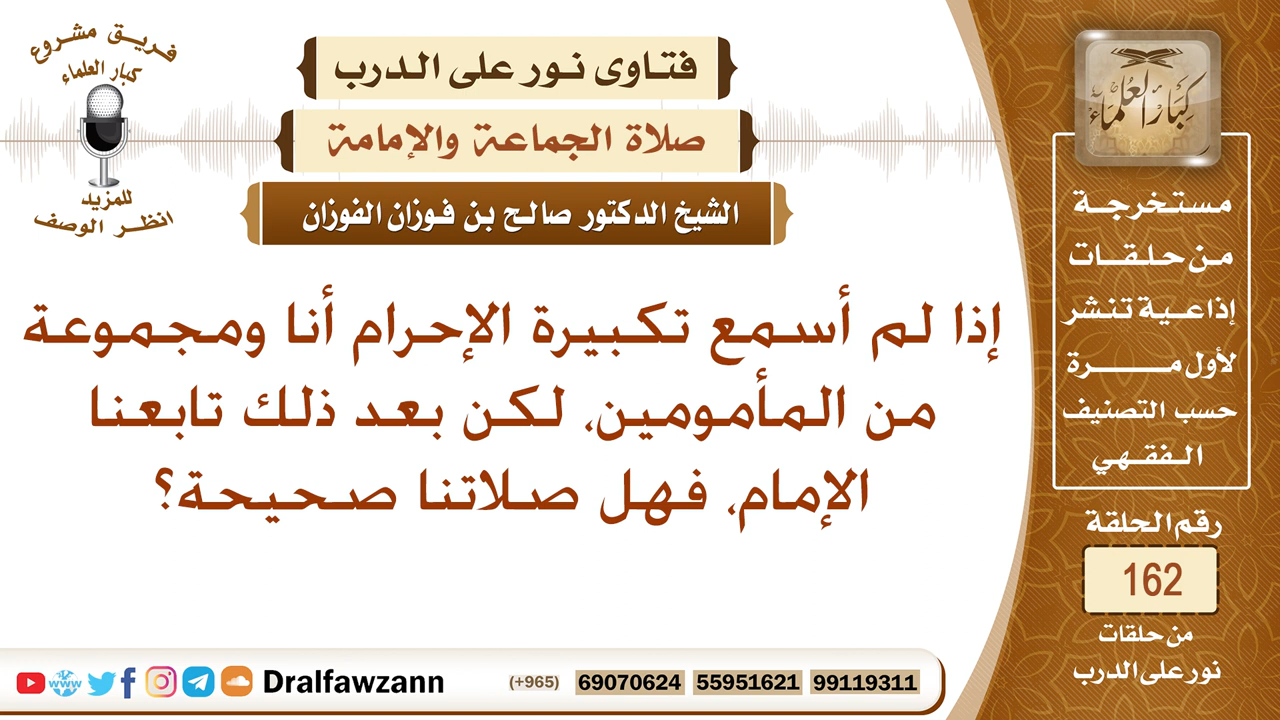 فريق مشروع
كبار العلماء
للمزيد
انظر الوصف
فتاوى نور على الدرب
صلاة الجماعة والإمامة
الشيخ الدكتور صالح بن فوزان الفوزان
إذا لم أسمع تكبيرة الإحرام أنا ومجموعة
من المأمومين، لكن بعد ذلك تابعنا
الإمام، فهل صلاتنا صحيحة؟
كبار العلماء
مستخرجة
من حلقات
إذاعية تنشر
لأول مرة
حسب التصنيف
الفقهي
رقم الحلقة
162
من حلقات
نور على الدرب
www Dralfawzann (+965) 69070624 55951621 99119311